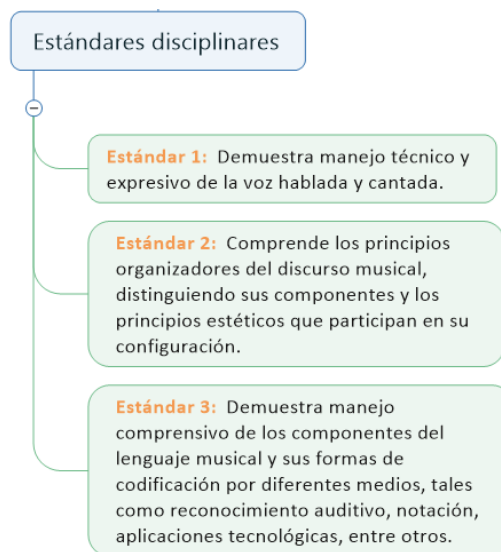 Estándares disciplinares
Estándar 1: Demuestra manejo técnico y
expresivo de la voz hablada y cantada.
Estándar 2: Comprende los principios
organizadores del discurso musical,
distinguiendo sus componentes y los
principios estéticos que participan en su
configuración.
Estándar 3: Demuestra manejo
comprensivo de los componentes del
lenguaje musical y sus formas de
codificación por diferentes medios, tales
como reconocimiento auditivo, notación,
aplicaciones tecnológicas, entre otros.